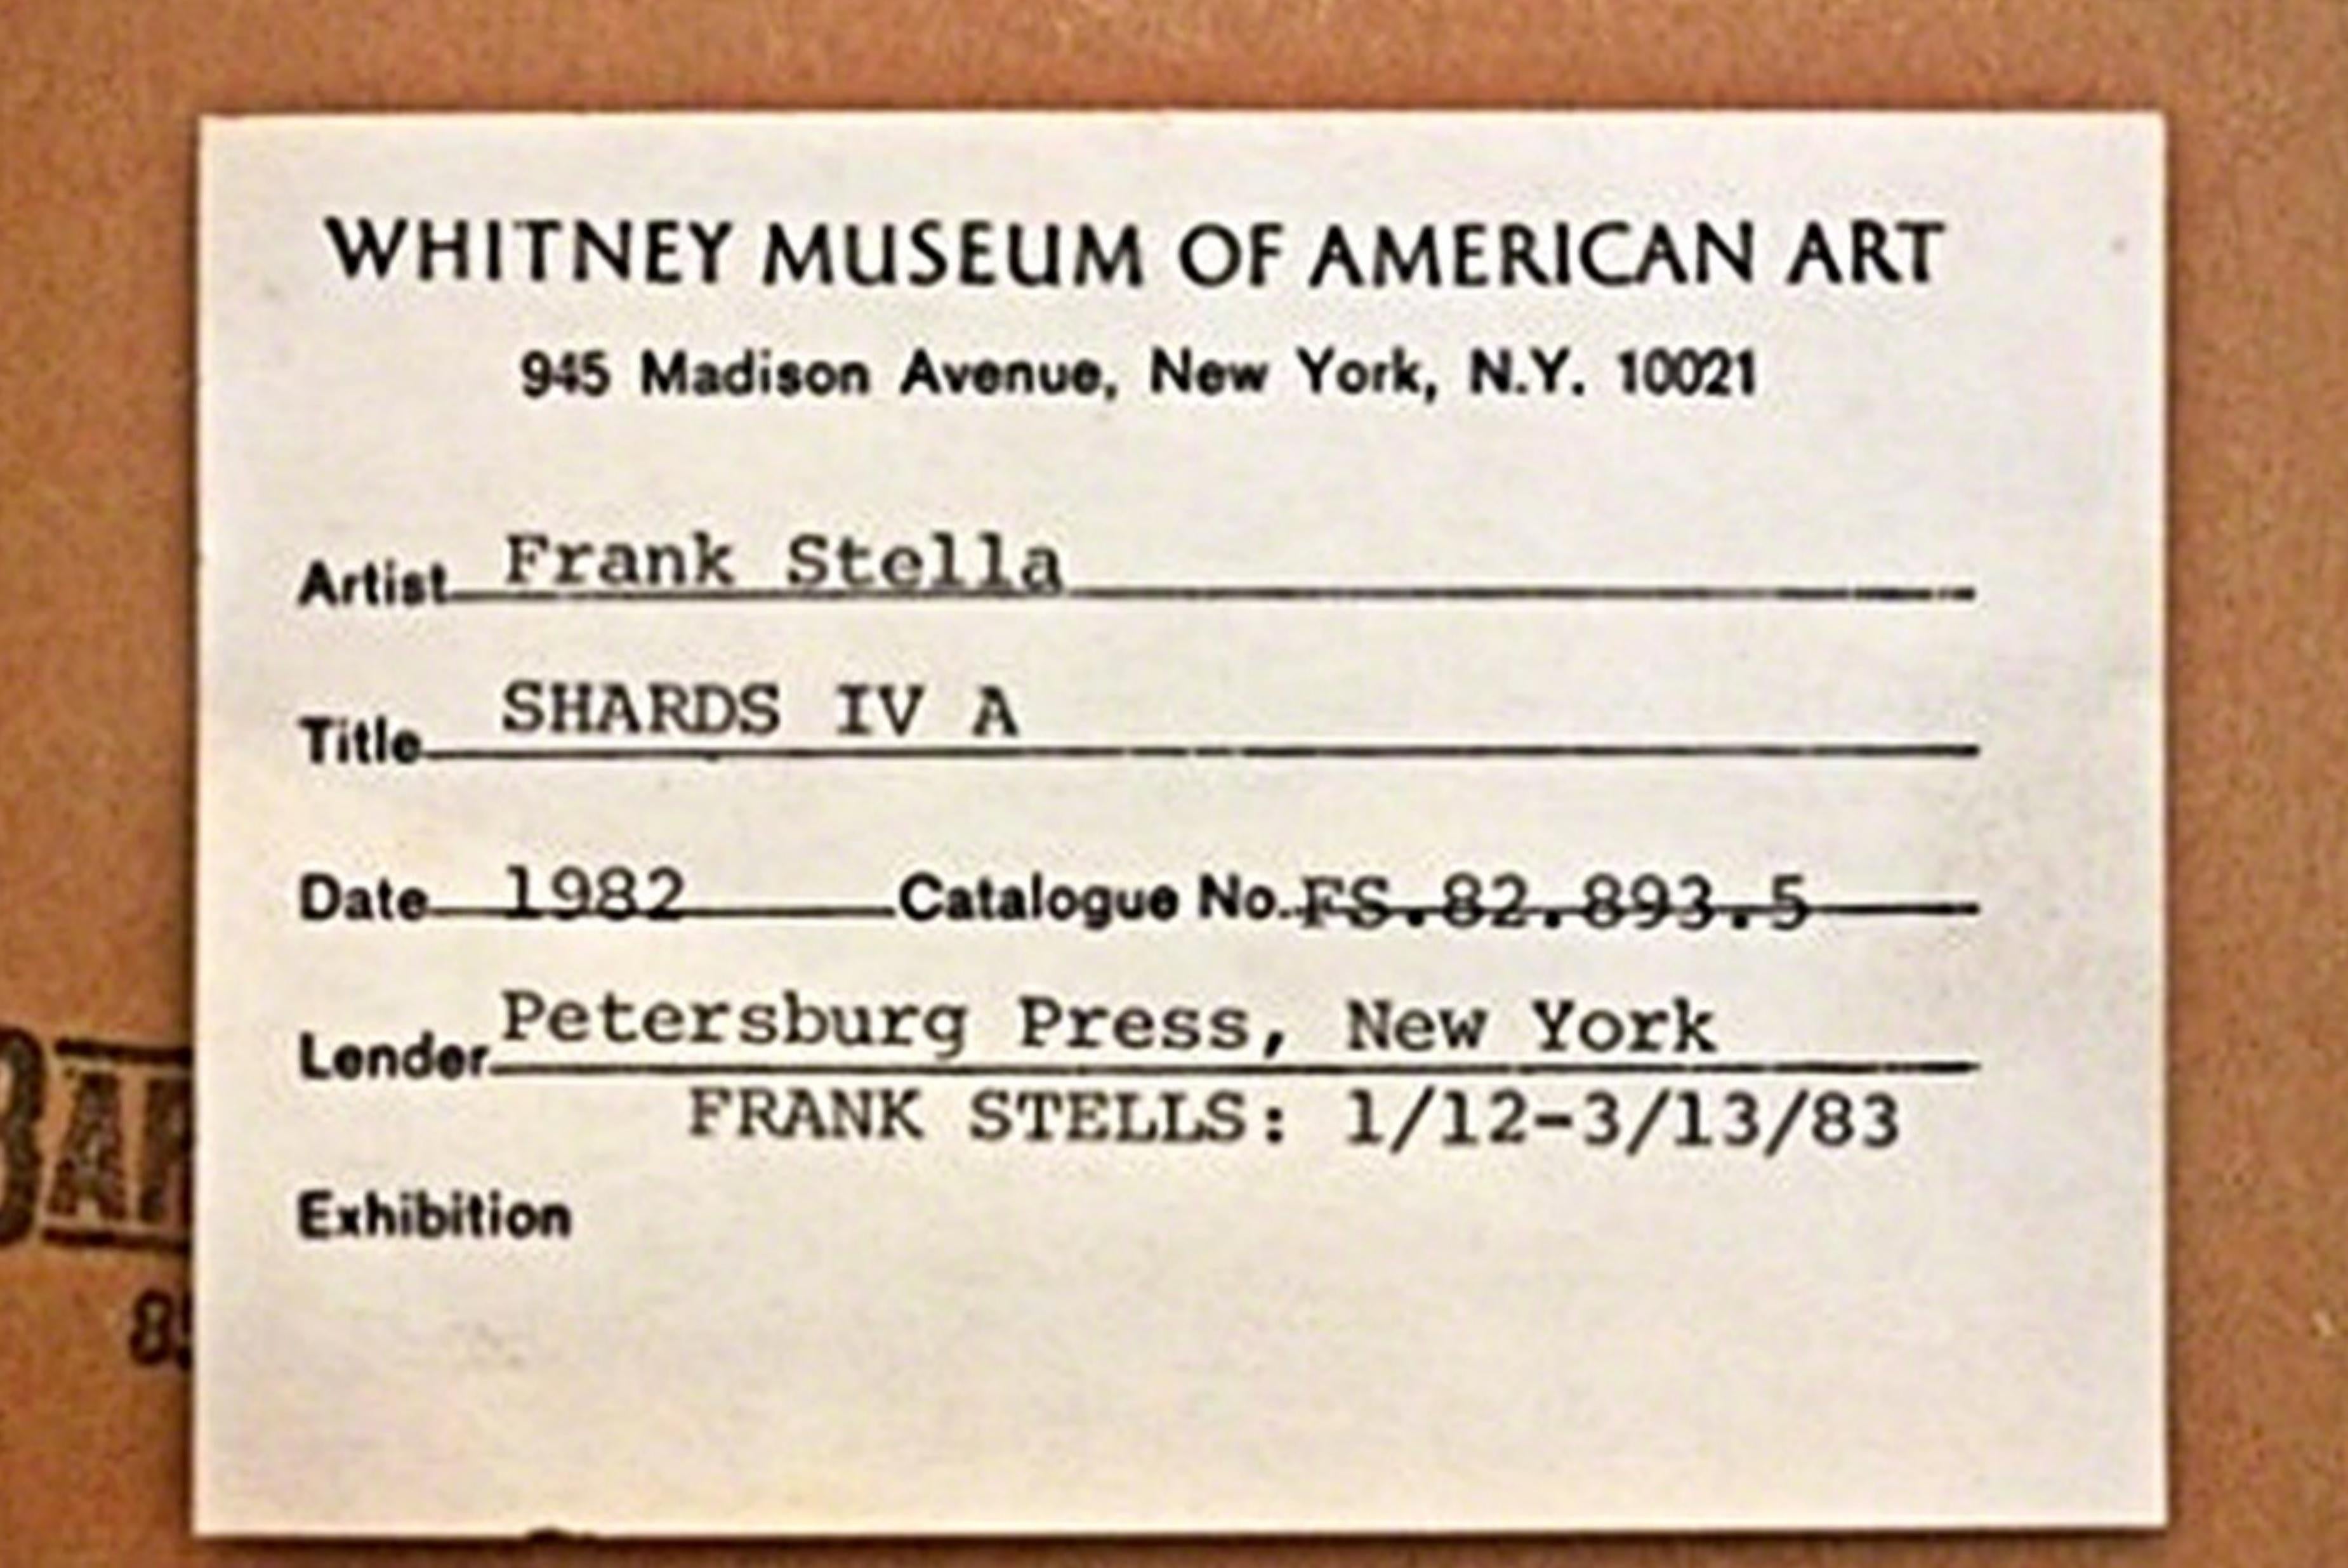 WHITNEY MUSEUM OF AMERICAN ART
945 Madison Avenue, New York, N.Y. 10021
Artist Frank Stella
Title SHARDS IV A
Date 1982 Catalogue No. FS.82.893.5
Lender Petersburg Press, New York
FRANK STELLS: 1/12-3/13/83
Exhibition